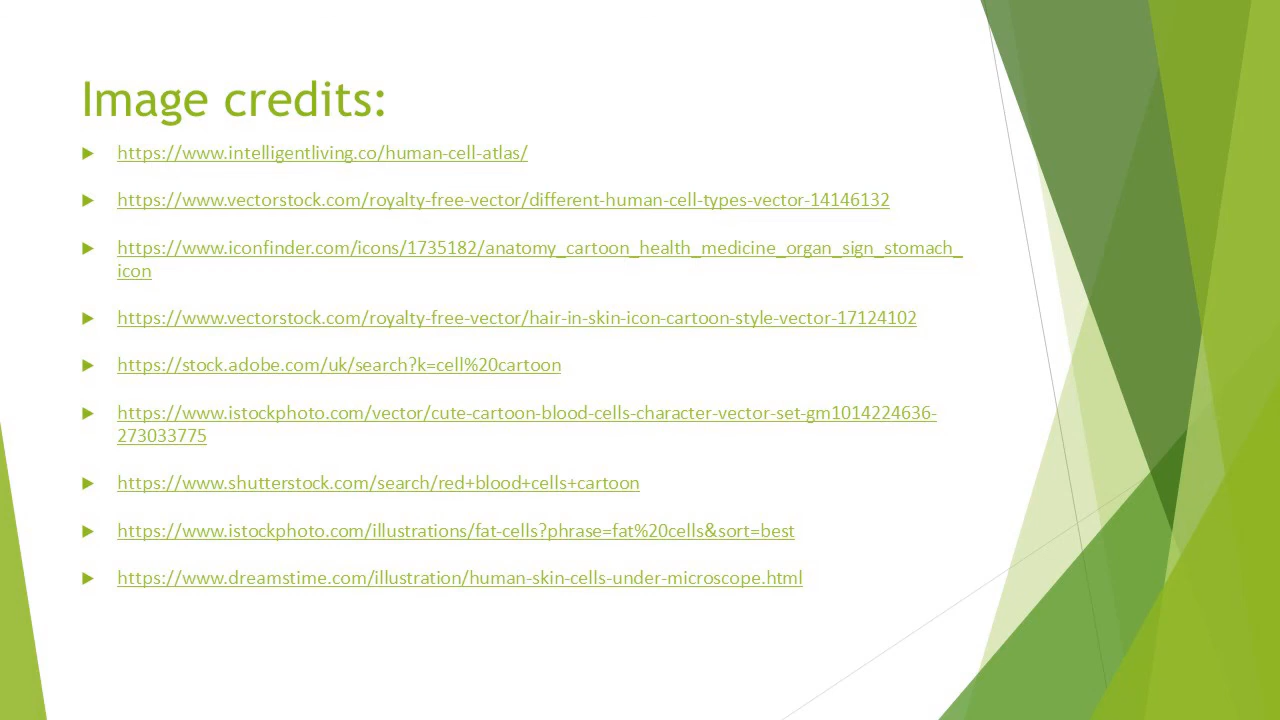 Image credits:
https://www.intelligentliving.co/human-cell-atlas/
https://www.vectorstock.com/royalty-free-vector/different-human-cell-types-vector-14146132
https://www.iconfinder.com/icons/1735182/anatomy_cartoon_health_medicine_organ_sign_stomach_
icon
https://www.vectorstock.com/royalty-free-vector/hair-in-skin-icon-cartoon-style-vector-17124102
https://stock.adobe.com/uk/search?k=cell%20cartoon
https://www.istockphoto.com/vector/cute-cartoon-blood-cells-character-vector-set-gm1014224636-
273033775
https://www.shutterstock.com/search/red+blood+cells+cartoon
https://www.istockphoto.com/illustrations/fat-cells?phrase=fat%20cells&sort=best
https://www.dreamstime.com/illustration/human-skin-cells-under-microscope.html